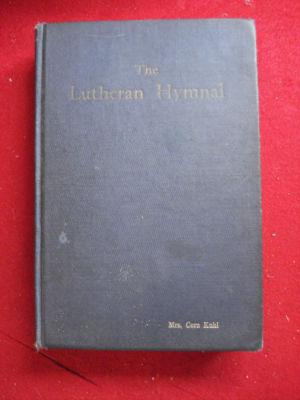 The
Lutheran Hymnal
Mrs. Cora Kuhl